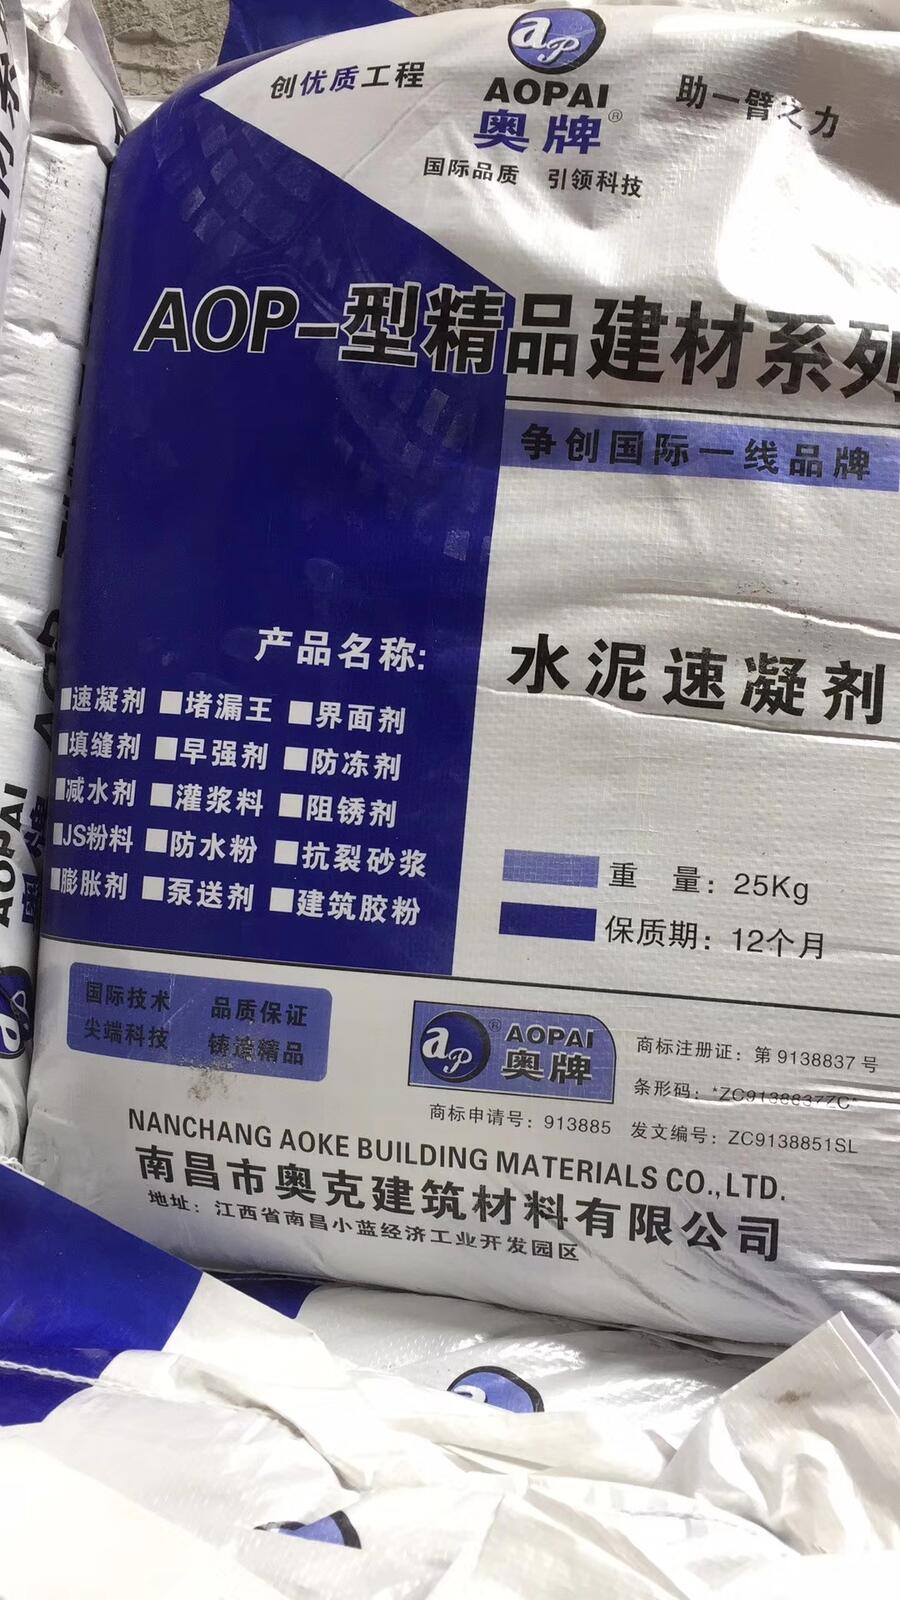 aP
AOPAI
奥牌®
创优质工程
助一臂之力
国际品质 引领科技
AOP-型精品建材系列
争创国际一线品牌
水泥速凝剂
产品名称:
■速凝剂 ■堵漏王 ■界面剂
■填缝剂 ■早强剂 ■防冻剂
■减水剂 ■灌浆料 ■阻锈剂
■JS粉料 ■防水粉 ■抗裂砂浆
■膨胀剂 ■泵送剂 ■建筑胶粉
重 量: 25Kg
保质期: 12个月
国际技术 品质保证
尖端科技 铸造精品
aP® AOPAI
奥牌
商标注册证: 第9138837号
条形码: *ZC9138837ZC*
商标申请号: 913885 发文编号: ZC9138851SL
NANCHANG AOKE BUILDING MATERIALS CO.,LTD.
南昌市奥克建筑材料有限公司
地址: 江西省南昌小蓝经济工业开发园区
AOPAI